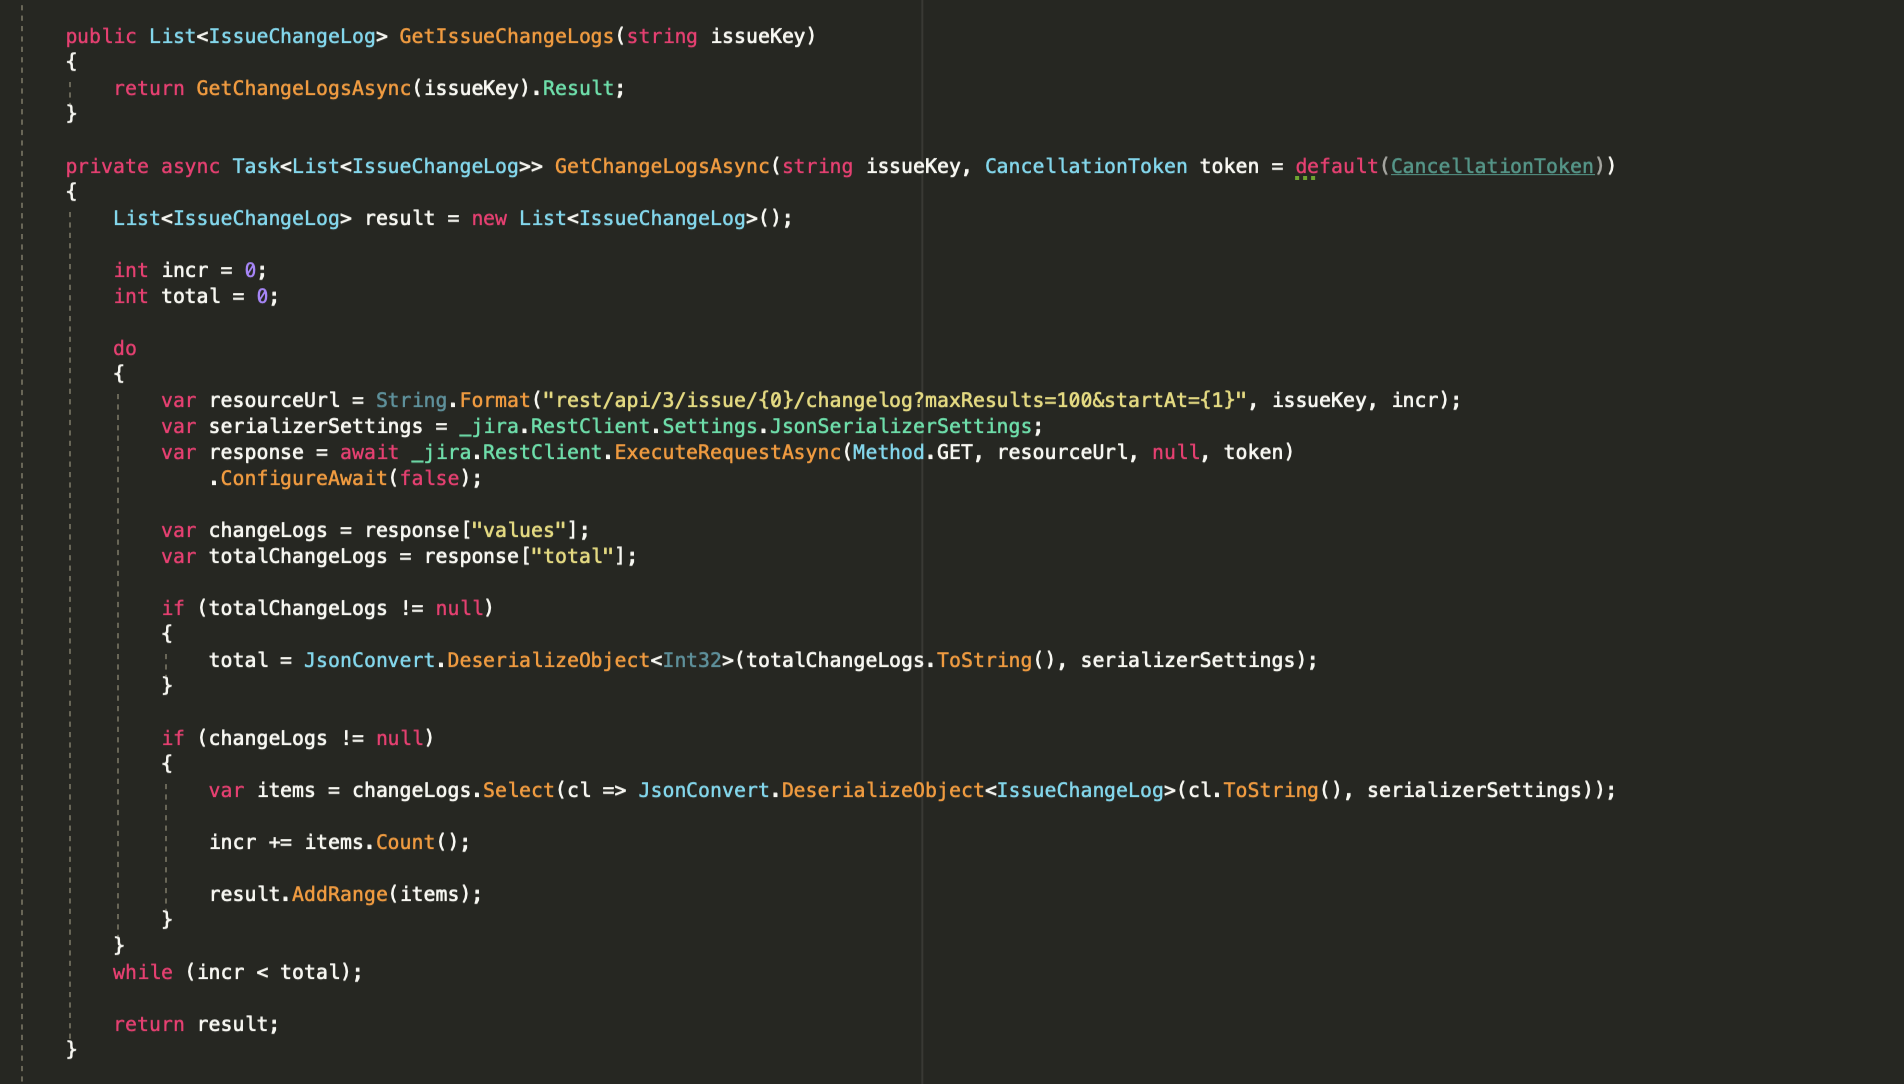 public List<IssueChangeLog> GetIssueChangeLogs(string issueKey)
{
return GetChangeLogsAsync(issueKey).Result;
}
private async Task<List<IssueChangeLog>> GetChangeLogsAsync(string issueKey, CancellationToken token = default(CancellationToken))
{
List<IssueChangeLog> result = new List<IssueChangeLog>();
int incr = 0;
int total = 0;
do
{
var resourceUrl = String.Format("rest/api/3/issue/{0}/changelog?maxResults=100&startAt={1}", issueKey, incr);
var serializerSettings = _jira.RestClient.Settings.JsonSerializerSettings;
var response = await _jira.RestClient.ExecuteRequestAsync(Method.GET, resourceUrl, null, token)
.ConfigureAwait(false);
var changeLogs = response["values"];
var totalChangeLogs = response["total"];
if (totalChangeLogs != null)
{
total = JsonConvert.DeserializeObject<Int32>(totalChangeLogs.ToString(), serializerSettings);
}
if (changeLogs != null)
{
var items = changeLogs.Select(cl => JsonConvert.DeserializeObject<IssueChangeLog>(cl.ToString(), serializerSettings));
incr += items.Count();
result.AddRange(items);
}
}
while (incr < total);
return result;
}